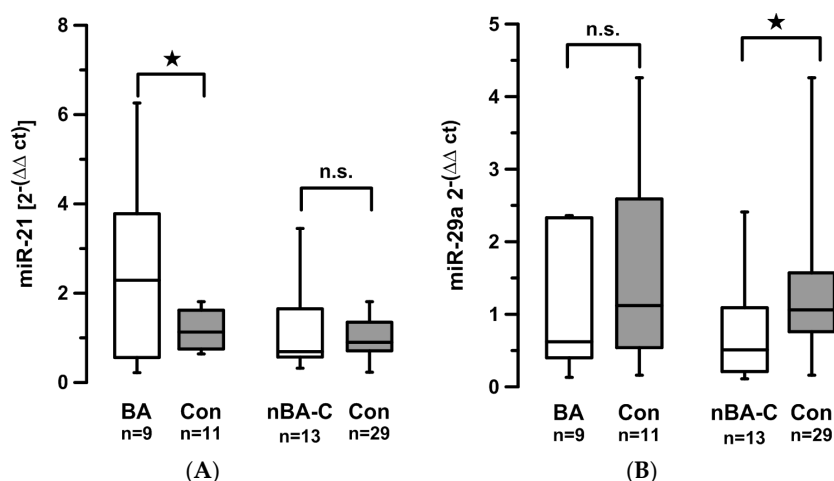 miR-21 [2-(ΔΔ ct)]
8
6
4
2
0
★
n.s.
BA Con nBA-C Con
n=9 n=11 n=13 n=29
(A)
miR-29a 2-(ΔΔ ct)
5
4
3
2
1
0
n.s.
★
BA Con nBA-C Con
n=9 n=11 n=13 n=29
(B)